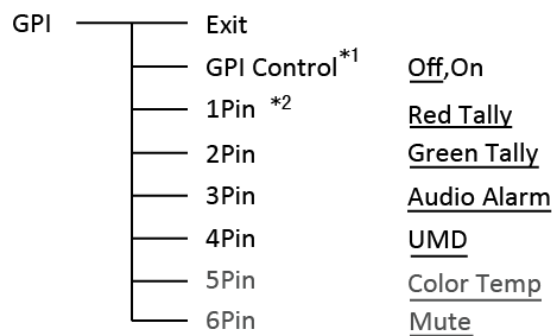 GPI Exit
GPI Control*1 Off,On
1Pin *2 Red Tally
2Pin Green Tally
3Pin Audio Alarm
4Pin UMD
5Pin Color Temp
6Pin Mute